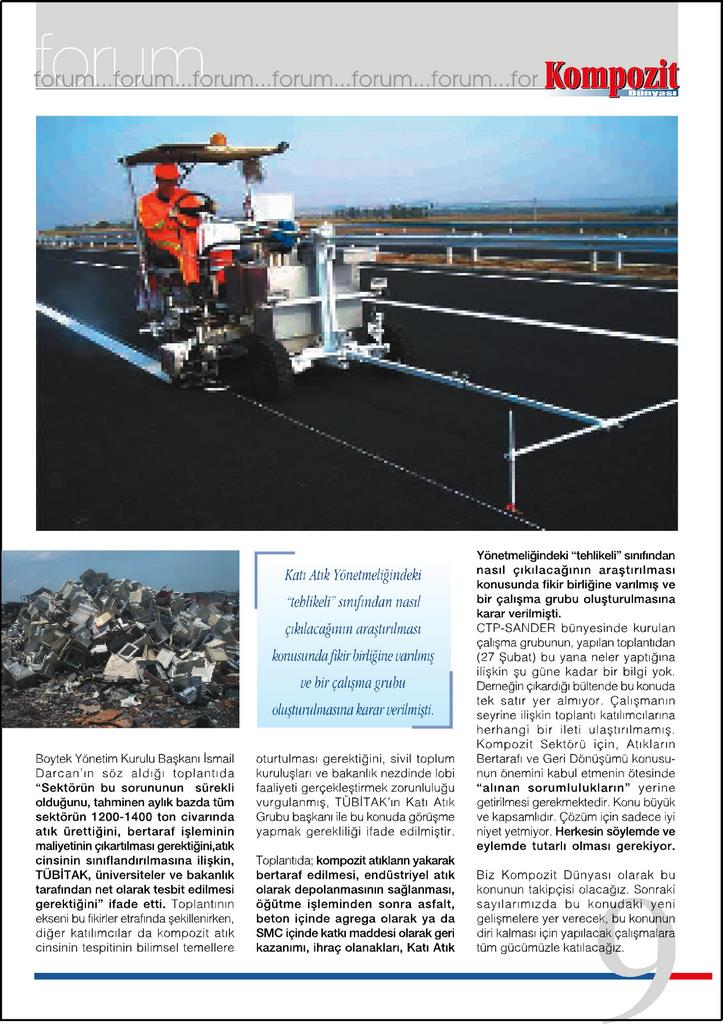 forum
forum...forum...forum...forum...forum...forum...for
Kompozit
Dünyası
Katı Atık Yönetmeliğindeki
"tehlikeli" sınıfından nasıl
çıkılacağının araştırılması
konusunda fikir birliğine varılmış
ve bir çalışma grubu
oluşturulmasına karar verilmişti.
Boytek Yönetim Kurulu Başkanı İsmail
Darcan'ın söz aldığı toplantıda
"Sektörün bu sorununun sürekli
olduğunu, tahminen aylık bazda tüm
sektörün 1200-1400 ton civarında
atık ürettiğini, bertaraf işleminin
maliyetinin çıkartılması gerektiğini,atık
cinsinin sınıflandırılmasına ilişkin,
TÜBİTAK, üniversiteler ve bakanlık
tarafından net olarak tesbit edilmesi
gerektiğini" ifade etti. Toplantının
ekseni bu fikirler etrafında şekillenirken,
diğer katılımcılar da kompozit atık
cinsinin tespitinin bilimsel temellere
oturtulması gerektiğini, sivil toplum
kuruluşları ve bakanlık nezdinde lobi
faaliyeti gerçekleştirmek zorunluluğu
vurgulanmış, TÜBİTAK'ın Katı Atık
Grubu başkanı ile bu konuda görüşme
yapmak gerekliliği ifade edilmiştir.
Toplantıda; kompozit atıkların yakarak
bertaraf edilmesi, endüstriyel atık
olarak depolanmasının sağlanması,
öğütme işleminden sonra asfalt,
beton içinde agrega olarak ya da
SMC içinde katkı maddesi olarak geri
kazanımı, ihraç olanakları, Katı Atık
Yönetmeliğindeki "tehlikeli" sınıfından
nasıl çıkılacağının araştırılması
konusunda fikir birliğine varılmış ve
bir çalışma grubu oluşturulmasına
karar verilmişti.
CTP-SANDER bünyesinde kurulan
çalışma grubunun, yapılan toplantıdan
(27 Şubat) bu yana neler yaptığına
ilişkin şu güne kadar bir bilgi yok.
Derneğin çıkardığı bültende bu konuda
tek satır yer almıyor. Çalışmanın
seyrine ilişkin toplantı katılımcılarına
herhangi bir ileti ulaştırılmamış.
Kompozit Sektörü için, Atıkların
Bertarafı ve Geri Dönüşümü konusu-
nun önemini kabul etmenin ötesinde
"alınan sorumlulukların" yerine
getirilmesi gerekmektedir. Konu büyük
ve kapsamlıdır. Çözüm için sadece iyi
niyet yetmiyor. Herkesin söylemde ve
eylemde tutarlı olması gerekiyor.
Biz Kompozit Dünyası olarak bu
konunun takipçisi olacağız. Sonraki
sayılarımızda bu konudaki yeni
gelişmelere yer verecek, bu konunun
diri kalması için yapılacak çalışmalara
tüm gücümüzle katılacağız.
9